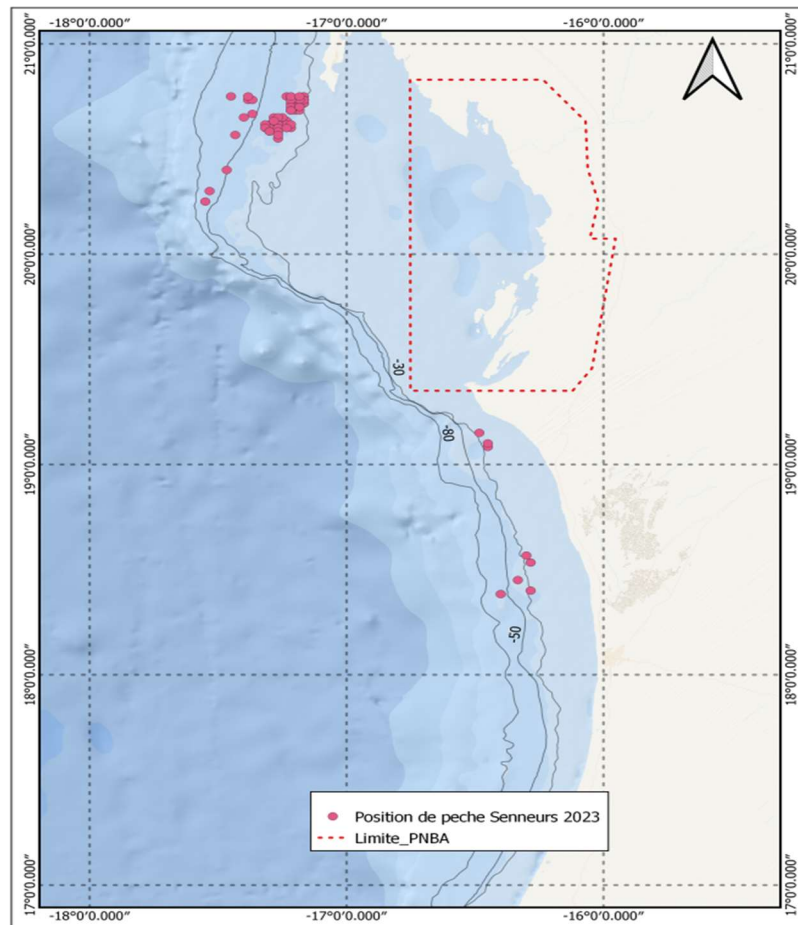 -18°0′0.000″ -17°0′0.000″ -16°0′0.000″
21°0′0.000″ 21°0′0.000″
20°0′0.000″ 20°0′0.000″
-30
-80
19°0′0.000″ 19°0′0.000″
-50
18°0′0.000″ 18°0′0.000″
Position de peche Senneurs 2023
Limite_PNBA
17°0′0.000″ 17°0′0.000″
-18°0′0.000″ -17°0′0.000″ -16°0′0.000″